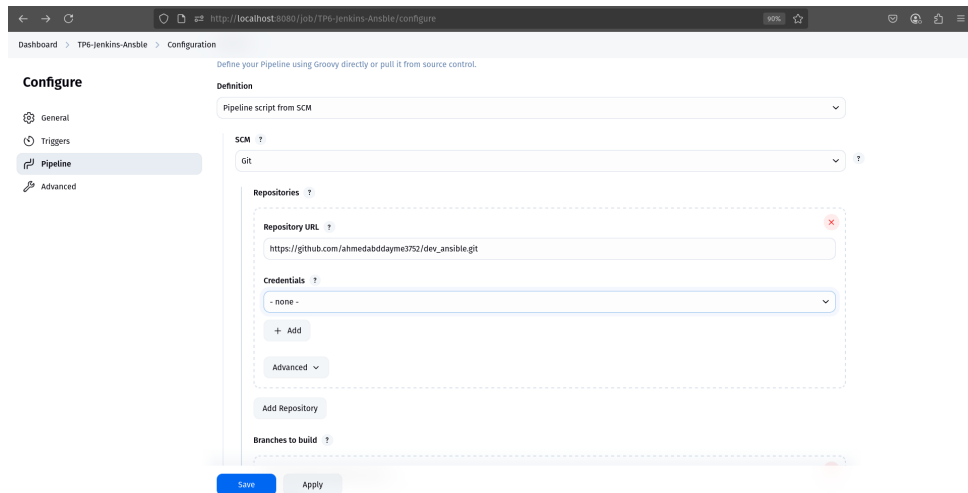 http://localhost:8080/job/TP6-Jenkins-Ansble/configure
90%
Dashboard > TP6-Jenkins-Ansble > Configuration
Configure
General
Triggers
Pipeline
Advanced
Define your Pipeline using Groovy directly or pull it from source control.
Definition
Pipeline script from SCM
SCM ?
Git
?
Repositories ?
Repository URL ?
https://github.com/ahmedabddayme3752/dev_ansible.git
Credentials ?
- none -
+ Add
Advanced
Add Repository
Branches to build ?
Save
Apply